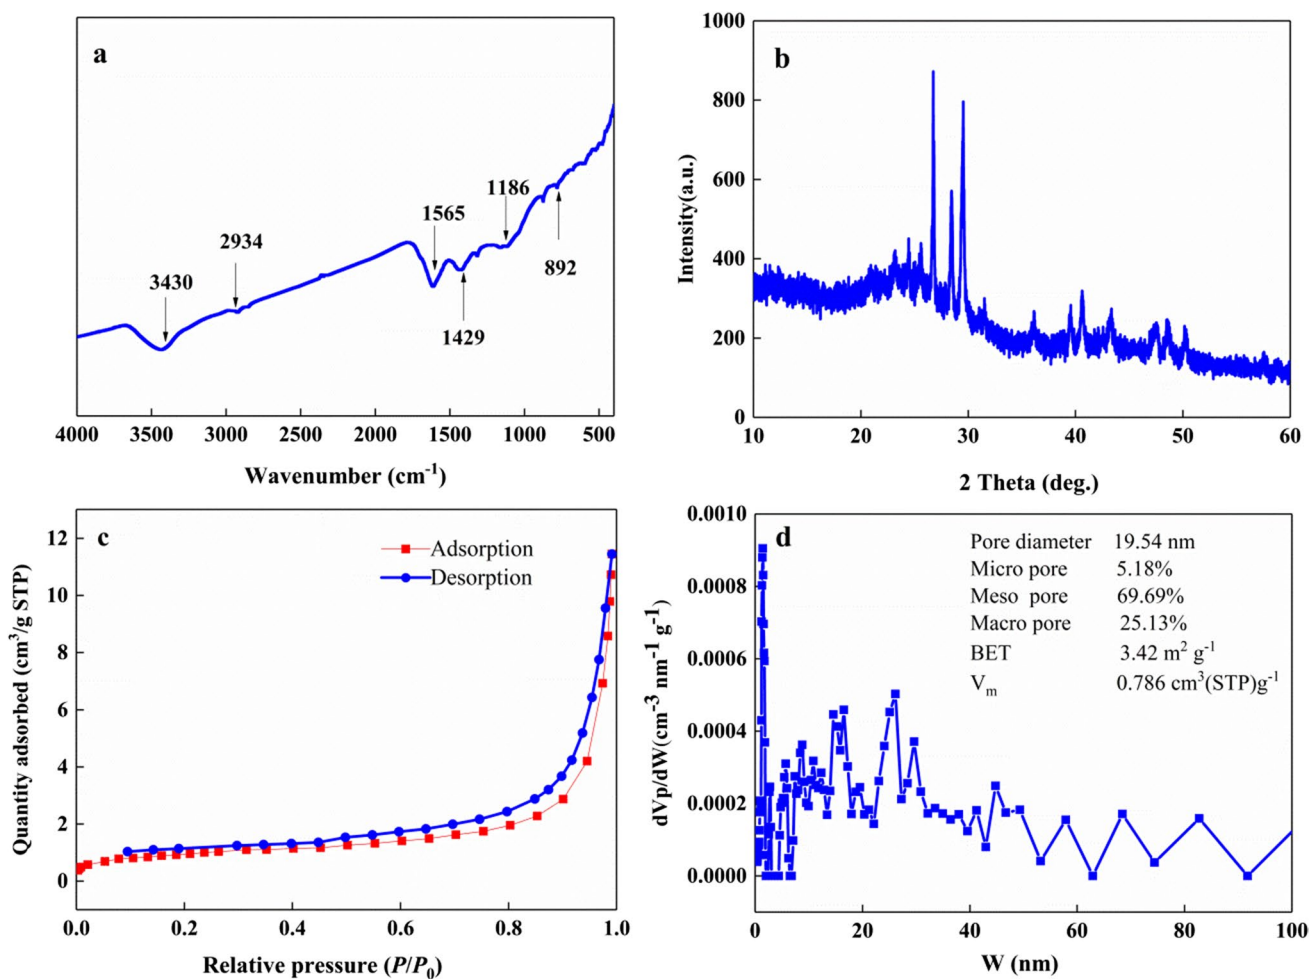 a
3430
2934
1565
1429
1186
892
4000 3500 3000 2500 2000 1500 1000 500
Wavenumber (cm⁻¹)
b
1000
800
600
400
200
0
Intensity(a.u.)
10 20 30 40 50 60
2 Theta (deg.)
c
Adsorption
Desorption
12
10
8
6
4
2
0
Quantity adsorbed (cm³/g STP)
0.0 0.2 0.4 0.6 0.8 1.0
Relative pressure (P/P₀)
d
Pore diameter 19.54 nm
Micro pore 5.18%
Meso pore 69.69%
Macro pore 25.13%
BET 3.42 m² g⁻¹
Vₘ 0.786 cm³(STP)g⁻¹
0.0010
0.0008
0.0006
0.0004
0.0002
0.0000
dVp/dW(cm⁻³ nm⁻¹ g⁻¹)
0 20 40 60 80 100
W (nm)